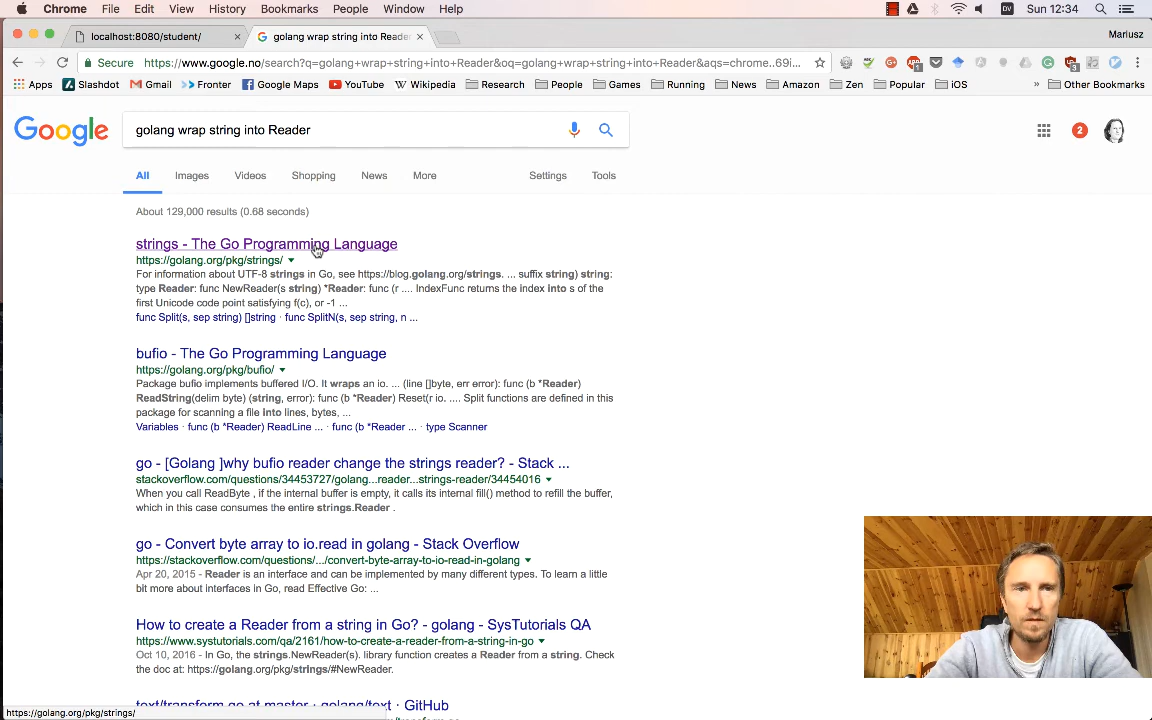 Chrome File Edit View History Bookmarks People Window Help DV Sun 12:34
localhost:8080/student/ golang wrap string into Reader Mariusz
Secure https://www.google.no/search?q=golang+wrap+string+into+Reader&oq=golang+wrap+string+into+Reader&aqs=chrome..69i...
Apps Slashdot Gmail Fronter Google Maps YouTube Wikipedia Research People Games Running News Amazon Zen Popular iOS » Other Bookmarks
Google golang wrap string into Reader 2
All Images Videos Shopping News More Settings Tools
About 129,000 results (0.68 seconds)
strings - The Go Programming Language
https://golang.org/pkg/strings/
For information about UTF-8 strings in Go, see https://blog.golang.org/strings. ... suffix string) string:
type Reader: func NewReader(s string) *Reader: func (r .... IndexFunc returns the index into s of the
first Unicode code point satisfying f(c), or -1 ...
func Split(s, sep string) []string · func SplitN(s, sep string, n ...
bufio - The Go Programming Language
https://golang.org/pkg/bufio/
Package bufio implements buffered I/O. It wraps an io. ... (line []byte, err error): func (b *Reader)
ReadString(delim byte) (string, error): func (b *Reader) Reset(r io. .... Split functions are defined in this
package for scanning a file into lines, bytes, ...
Variables · func (b *Reader) ReadLine ... · func (b *Reader ... · type Scanner
go - [Golang ]why bufio reader change the strings reader? - Stack ...
stackoverflow.com/questions/34453727/golang...reader...strings-reader/34454016
When you call ReadByte , if the internal buffer is empty, it calls its internal fill() method to refill the buffer,
which in this case consumes the entire strings.Reader .
go - Convert byte array to io.read in golang - Stack Overflow
https://stackoverflow.com/questions/.../convert-byte-array-to-io-read-in-golang
Apr 20, 2015 - Reader is an interface and can be implemented by many different types. To learn a little
bit more about interfaces in Go, read Effective Go: ...
How to create a Reader from a string in Go? - golang - SysTutorials QA
https://www.systutorials.com/qa/2161/how-to-create-a-reader-from-a-string-in-go
Oct 10, 2016 - In Go, the strings.NewReader(s). library function creates a Reader from a string. Check
the doc at: https://golang.org/pkg/strings/#NewReader.
text/transform.go at master · golang/text · GitHub
https://golang.org/pkg/strings/